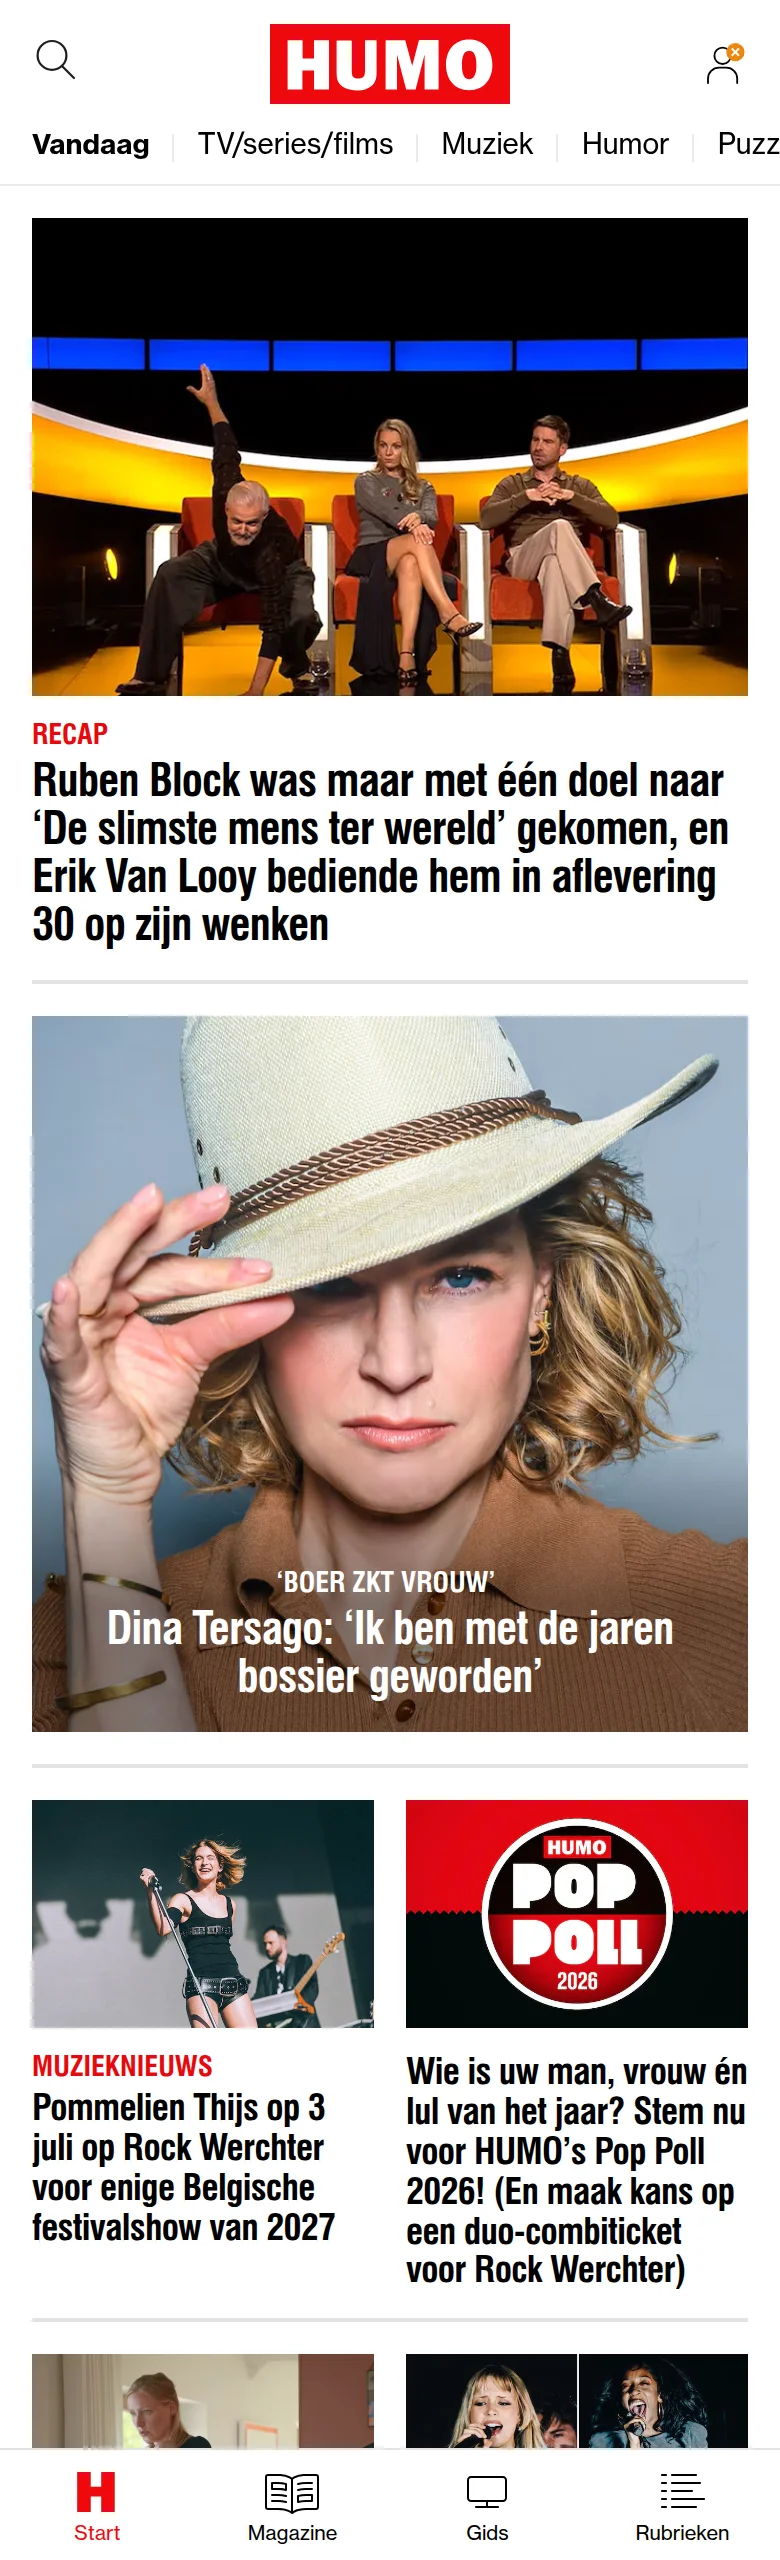 HUMO
Vandaag
TV/series/films
Muziek
Humor
Puzz
RECAP
Ruben Block was maar met één doel naar
‘De slimste mens ter wereld’ gekomen, en
Erik Van Looy bediende hem in aflevering
30 op zijn wenken
‘BOER ZKT VROUW’
Dina Tersago: ‘Ik ben met de jaren
bossier geworden’
MUZIEKNIEUWS
Pommelien Thijs op 3
juli op Rock Werchter
voor enige Belgische
festivalshow van 2027
HUMO
POP
POLL
2026
Wie is uw man, vrouw én
lul van het jaar? Stem nu
voor HUMO’s Pop Poll
2026! (En maak kans op
een duo-combiticket
voor Rock Werchter)
H
Start
Magazine
Gids
Rubrieken